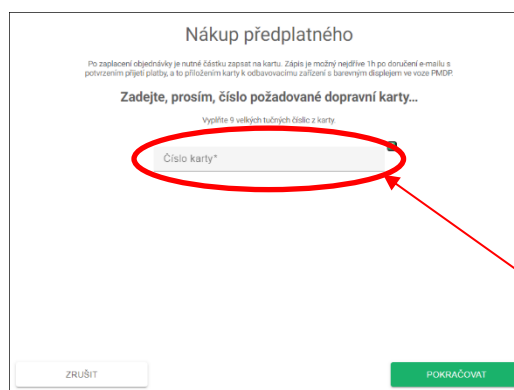 Nákup předplatného
Po zaplacení objednávky je nutné částku zapsat na kartu. Zápis je možný nejdříve 1h po doručení e-mailu s
potvrzením přijetí platby, a to přiložením karty k odbavovacímu zařízení s barevným displejem ve voze PMDP.
Zadejte, prosím, číslo požadované dopravní karty...
Vyplňte 9 velkých tučných číslic z karty.
Číslo karty*
ZRUŠIT
POKRAČOVAT